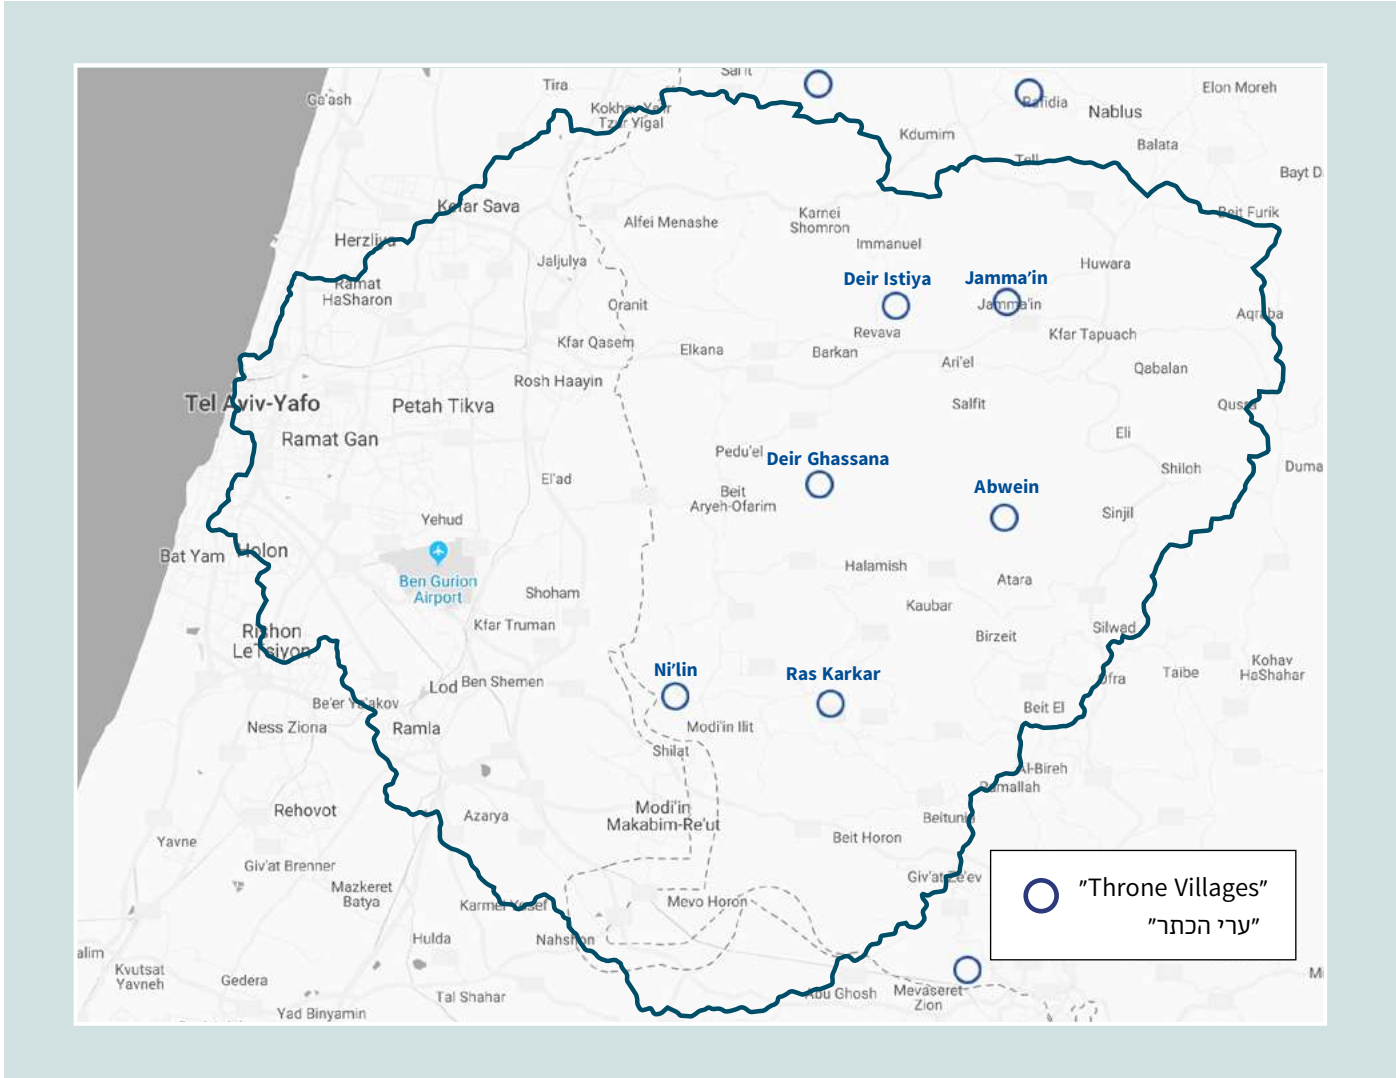 Sarit
Tira
Ga'ash
Kokhav Yair
Tzur Yigal
Rafidia
Nablus
Elon Moreh
Kdumim
Balata
Tell
Bayt D
Kefar Sava
Alfei Menashe
Karnei
Shomron
Beit Furik
Herzliya
Immanuel
Jaljulya
Huwara
Deir Istiya
Jamma'in
Ramat
HaSharon
Oranit
Jamma'in
Aqraba
Revava
Kfar Qasem
Elkana
Barkan
Kfar Tapuach
Ari'el
Qabalan
Rosh Haayin
Tel Aviv-Yafo
Petah Tikva
Salfit
Qusra
Ramat Gan
Eli
Pedu'el
Deir Ghassana
Shiloh
Duma
El'ad
Beit
Aryeh-Ofarim
Abwein
Sinjil
Yehud
Bat Yam
Holon
Halamish
Ben Gurion
Airport
Atara
Shoham
Kaubar
Kfar Truman
Rishon
LeTsiyon
Birzeit
Silwad
Ni'lin
Ras Karkar
Taibe
Kohav
HaShahar
Ofra
Lod
Ben Shemen
Be'er Ya'akov
Beit El
Ness Ziona
Ramla
Modi'in Ilit
Shilat
Al-Bireh
Ramallah
Rehovot
Azarya
Modi'in
Makabim-Re'ut
Beitunia
Yavne
Beit Horon
Giv'at Brenner
Giv'at Ze'ev
Mazkeret
Batya
Karmei Yosef
Mevo Horon
"Throne Villages"
"ערי הכתר"
Hulda
Nahshon
alim
Kvutsat
Yavneh
Gedera
Tal Shahar
Abu Ghosh
Mevaseret
Zion
Mi
Yad Binyamin